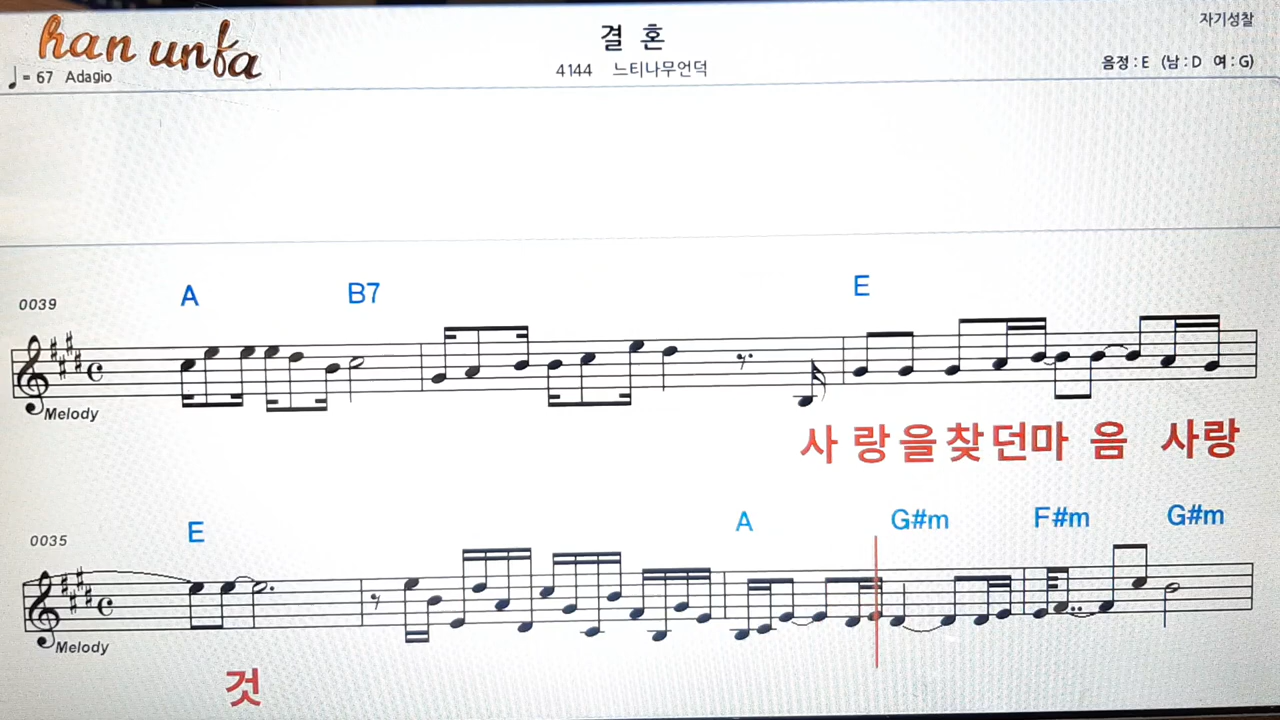 han unfa
결 혼
자기성찰
♩= 67 Adagio
4144 느티나무언덕
음정 : E (남 : D 여 : G)
A B7 E
0039
Melody
사 랑 을 찾 던 마 음 사 랑
E A G#m F#m G#m
0035
Melody
것